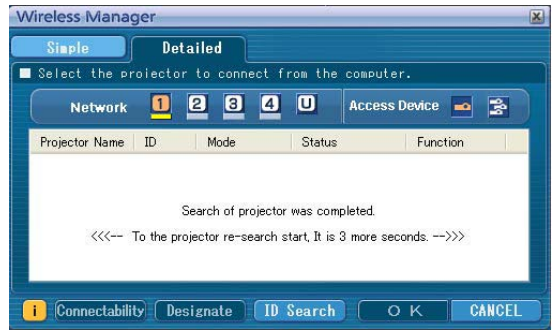 Wireless Manager
Simple Detailed
Select the projector to connect from the computer.
Network 1 2 3 4 U Access Device
Projector Name ID Mode Status Function
Search of projector was completed.
<<<-- To the projector re-search start, It is 3 more seconds. -->>>
i Connectability Designate ID Search O K CANCEL